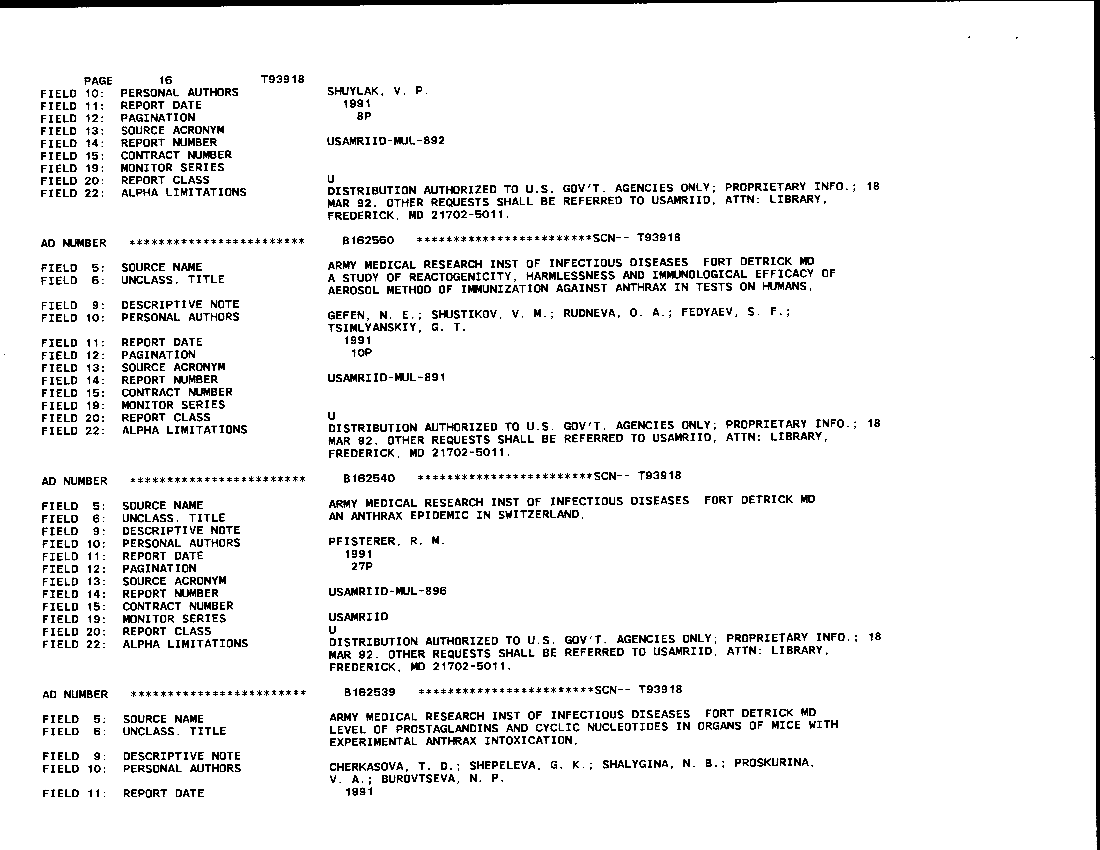 PAGE 16 T93918
FIELD 10: PERSONAL AUTHORS SHUYLAK, V. P.
FIELD 11: REPORT DATE 1991
FIELD 12: PAGINATION 8P
FIELD 13: SOURCE ACRONYM
FIELD 14: REPORT NUMBER USAMRIID-MUL-892
FIELD 15: CONTRACT NUMBER
FIELD 19: MONITOR SERIES
FIELD 20: REPORT CLASS U
FIELD 22: ALPHA LIMITATIONS DISTRIBUTION AUTHORIZED TO U.S. GOV'T. AGENCIES ONLY; PROPRIETARY INFO.; 18
MAR 92. OTHER REQUESTS SHALL BE REFERRED TO USAMRIID, ATTN: LIBRARY,
FREDERICK, MD 21702-5011.
AD NUMBER ************************ B162550 ************************SCN-- T93918
FIELD 5: SOURCE NAME ARMY MEDICAL RESEARCH INST OF INFECTIOUS DISEASES FORT DETRICK MD
FIELD 6: UNCLASS. TITLE A STUDY OF REACTOGENICITY, HARMLESSNESS AND IMMUNOLOGICAL EFFICACY OF
AEROSOL METHOD OF IMMUNIZATION AGAINST ANTHRAX IN TESTS ON HUMANS,
FIELD 9: DESCRIPTIVE NOTE
FIELD 10: PERSONAL AUTHORS GEFEN, N. E.; SHUSTIKOV, V. M.; RUDNEVA, O. A.; FEDYAEV, S. F.;
TSIMLYANSKIY, G. T.
FIELD 11: REPORT DATE 1991
FIELD 12: PAGINATION 10P
FIELD 13: SOURCE ACRONYM
FIELD 14: REPORT NUMBER USAMRIID-MUL-891
FIELD 15: CONTRACT NUMBER
FIELD 19: MONITOR SERIES
FIELD 20: REPORT CLASS U
FIELD 22: ALPHA LIMITATIONS DISTRIBUTION AUTHORIZED TO U.S. GOV'T. AGENCIES ONLY; PROPRIETARY INFO.; 18
MAR 92. OTHER REQUESTS SHALL BE REFERRED TO USAMRIID, ATTN: LIBRARY,
FREDERICK, MD 21702-5011.
AD NUMBER ************************ B162540 ************************SCN-- T93918
FIELD 5: SOURCE NAME ARMY MEDICAL RESEARCH INST OF INFECTIOUS DISEASES FORT DETRICK MD
FIELD 6: UNCLASS. TITLE AN ANTHRAX EPIDEMIC IN SWITZERLAND,
FIELD 9: DESCRIPTIVE NOTE
FIELD 10: PERSONAL AUTHORS PFISTERER, R. M.
FIELD 11: REPORT DATE 1991
FIELD 12: PAGINATION 27P
FIELD 13: SOURCE ACRONYM
FIELD 14: REPORT NUMBER USAMRIID-MUL-896
FIELD 15: CONTRACT NUMBER
FIELD 19: MONITOR SERIES USAMRIID
FIELD 20: REPORT CLASS U
FIELD 22: ALPHA LIMITATIONS DISTRIBUTION AUTHORIZED TO U.S. GOV'T. AGENCIES ONLY; PROPRIETARY INFO.; 18
MAR 92. OTHER REQUESTS SHALL BE REFERRED TO USAMRIID, ATTN: LIBRARY,
FREDERICK, MD 21702-5011.
AD NUMBER ************************ B162539 ************************SCN-- T93918
FIELD 5: SOURCE NAME ARMY MEDICAL RESEARCH INST OF INFECTIOUS DISEASES FORT DETRICK MD
FIELD 6: UNCLASS. TITLE LEVEL OF PROSTAGLANDINS AND CYCLIC NUCLEOTIDES IN ORGANS OF MICE WITH
EXPERIMENTAL ANTHRAX INTOXICATION,
FIELD 9: DESCRIPTIVE NOTE
FIELD 10: PERSONAL AUTHORS CHERKASOVA, T. D.; SHEPELEVA, G. K.; SHALYGINA, N. B.; PROSKURINA,
V. A.; BUROVTSEVA, N. P.
FIELD 11: REPORT DATE 1991